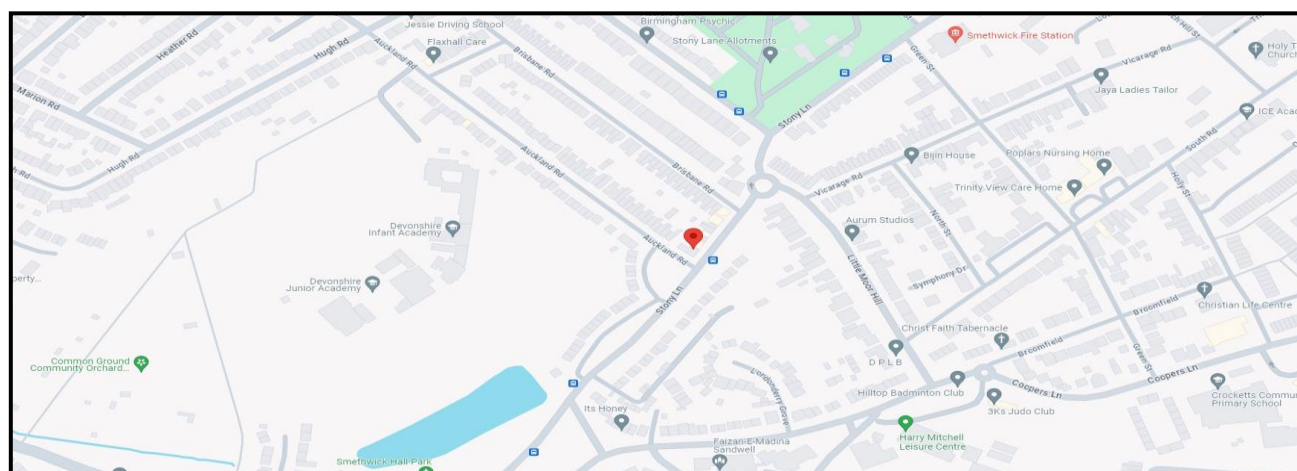 Jessie Driving School
Birmingham Psychic
Flaxhall Care
Stony Lane Allotments
Smethwick Fire Station
Heather Rd
Hugh Rd
Auckland Rd
Brisbane Rd
Green St
Vicarage Rd
Holy T
Church
Marion Rd
Stony Ln
Jaya Ladies Tailor
ICE Aca
Hugh Rd
Auckland Rd
Brisbane Rd
Bijin House
Poplars Nursing Home
South Rd
Vicarage Rd
Trinity View Care Home
Holly St
Devonshire
Infant Academy
Aurum Studios
North St
Auckland Rd
Little Moor Hill
Symphony Dr
perty...
Devonshire
Junior Academy
Stony Ln
Christian Life Centre
Christ Faith Tabernacle
Broomfield
Broomfield
Green St
Common Ground
Community Orchard...
D P L B
Londonderry Grove
Hilltop Badminton Club
Coopers Ln
Coopers Ln
Its Honey
3Ks Judo Club
Crocketts Commu
Primary School
Faizan-E-Madina
Sandwell
Harry Mitchell
Leisure Centre
Smethwick Hall Park